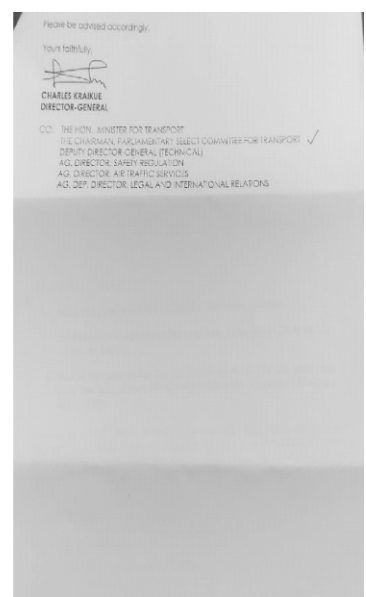 Please be advised accordingly.
Yours faithfully,
CHARLES KRAIKUE
DIRECTOR-GENERAL
CC: THE HON. MINISTER FOR TRANSPORT
THE CHAIRMAN, PARLIAMENTARY SELECT COMMITTEE FOR TRANSPORT
DEPUTY DIRECTOR-GENERAL (TECHNICAL)
AG. DIRECTOR, SAFETY REGULATION
AG. DIRECTOR, AIR TRAFFIC SERVICES
AG. DEP. DIRECTOR, LEGAL AND INTERNATIONAL RELATIONS